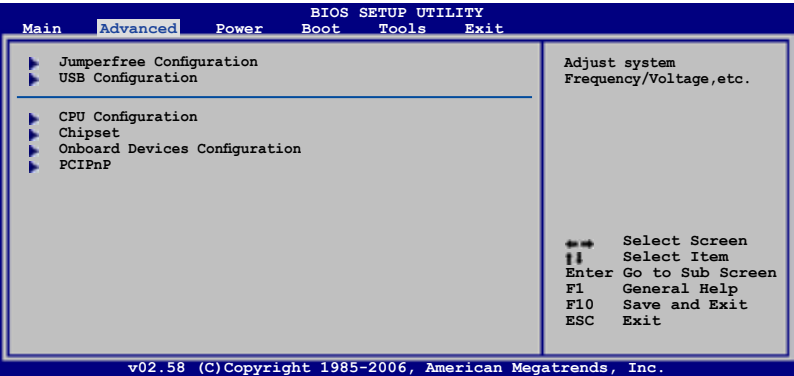 BIOS SETUP UTILITY
Main Advanced Power Boot Tools Exit
Jumperfree Configuration
USB Configuration
CPU Configuration
Chipset
Onboard Devices Configuration
PCIPnP
Adjust system
Frequency/Voltage,etc.
Select Screen
Select Item
Enter Go to Sub Screen
F1 General Help
F10 Save and Exit
ESC Exit
v02.58 (C)Copyright 1985-2006, American Megatrends, Inc.